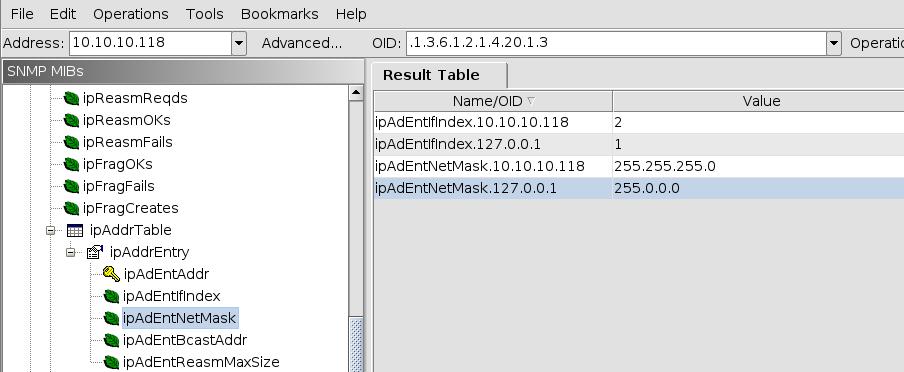 File Edit Operations Tools Bookmarks Help
Address: 10.10.10.118 Advanced... OID: .1.3.6.1.2.1.4.20.1.3 Operatio
SNMP MIBs
ipReasmReqds
ipReasmOKs
ipReasmFails
ipFragOKs
ipFragFails
ipFragCreates
ipAddrTable
ipAddrEntry
ipAdEntAddr
ipAdEntIfIndex
ipAdEntNetMask
ipAdEntBcastAddr
ipAdEntReasmMaxSize
Result Table
Name/OID Value
ipAdEntIfIndex.10.10.10.118 2
ipAdEntIfIndex.127.0.0.1 1
ipAdEntNetMask.10.10.10.118 255.255.255.0
ipAdEntNetMask.127.0.0.1 255.0.0.0